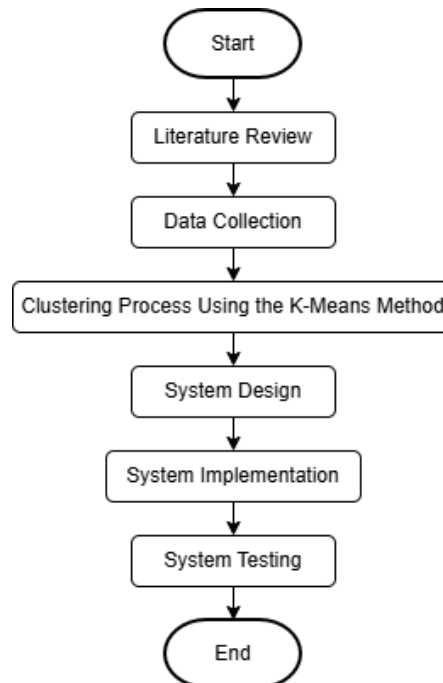 Start
Literature Review
Data Collection
Clustering Process Using the K-Means Method
System Design
System Implementation
System Testing
End